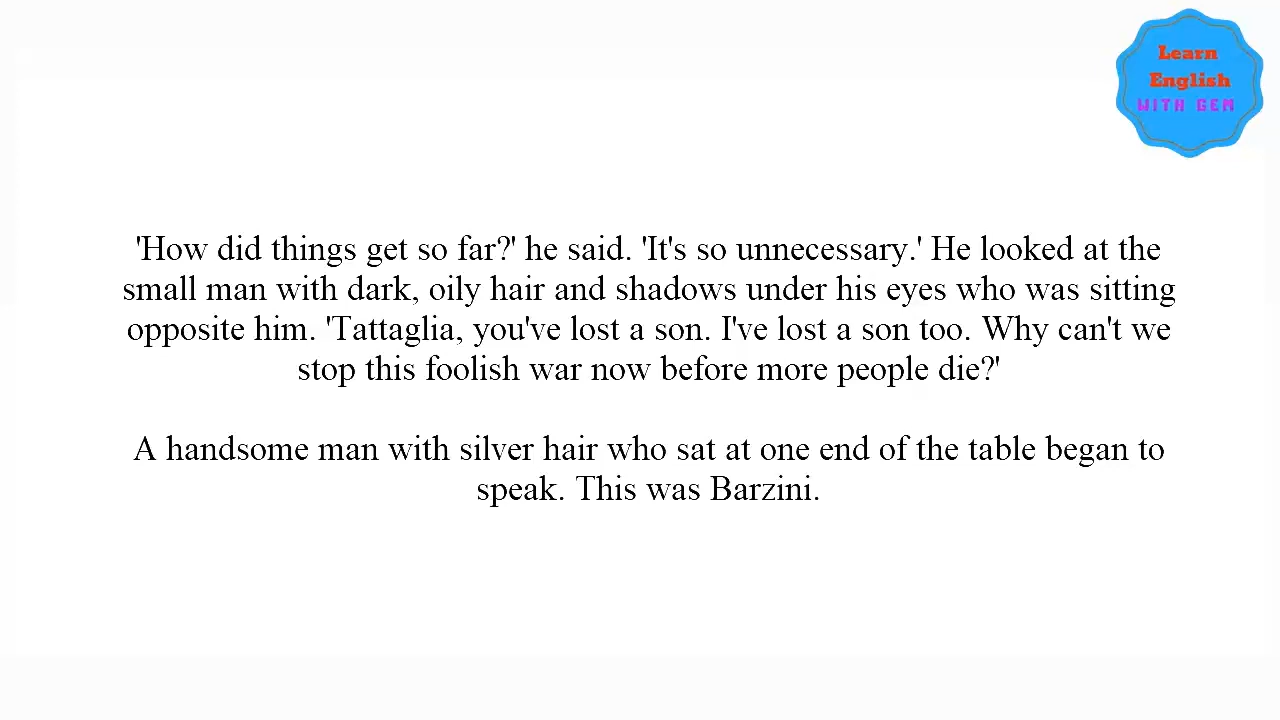 Learn
English
WITH GEM
'How did things get so far?' he said. 'It's so unnecessary.' He looked at the
small man with dark, oily hair and shadows under his eyes who was sitting
opposite him. 'Tattaglia, you've lost a son. I've lost a son too. Why can't we
stop this foolish war now before more people die?'
A handsome man with silver hair who sat at one end of the table began to
speak. This was Barzini.